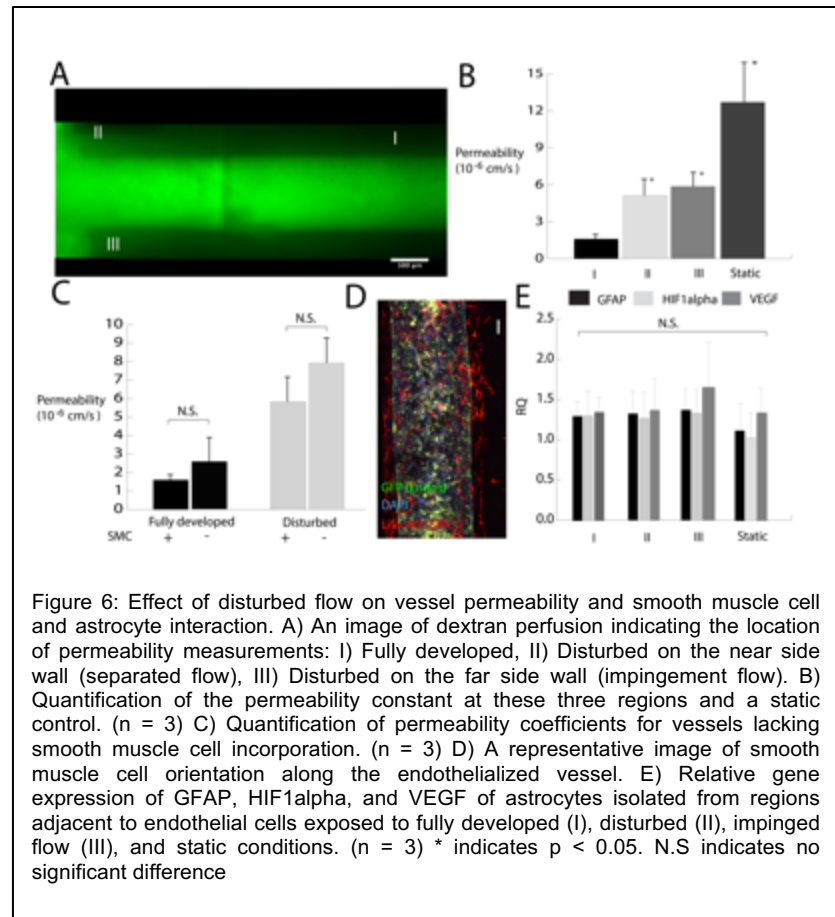 A
II
I
III
B
15
12
Permeability
(10⁻⁶ cm/s )
9
6
3
0
*
I II III Static
C
10
9
8
7
6
5
4
3
2
1
0
Permeability
(10⁻⁶ cm/s )
N.S.
N.S.
Fully developed Disturbed
SMC + - + -
D
DAPI
E
GFAP HIF1alpha VEGF
2.5
2.0
1.5
1.0
0.5
0.0
RQ
N.S.
I II III Static
Figure 6: Effect of disturbed flow on vessel permeability and smooth muscle cell
and astrocyte interaction. A) An image of dextran perfusion indicating the location
of permeability measurements: I) Fully developed, II) Disturbed on the near side
wall (separated flow), III) Disturbed on the far side wall (impingement flow). B)
Quantification of the permeability constant at these three regions and a static
control. (n = 3) C) Quantification of permeability coefficients for vessels lacking
smooth muscle cell incorporation. (n = 3) D) A representative image of smooth
muscle cell orientation along the endothelialized vessel. E) Relative gene
expression of GFAP, HIF1alpha, and VEGF of astrocytes isolated from regions
adjacent to endothelial cells exposed to fully developed (I), disturbed (II), impinged
flow (III), and static conditions. (n = 3) * indicates p < 0.05. N.S indicates no
significant difference